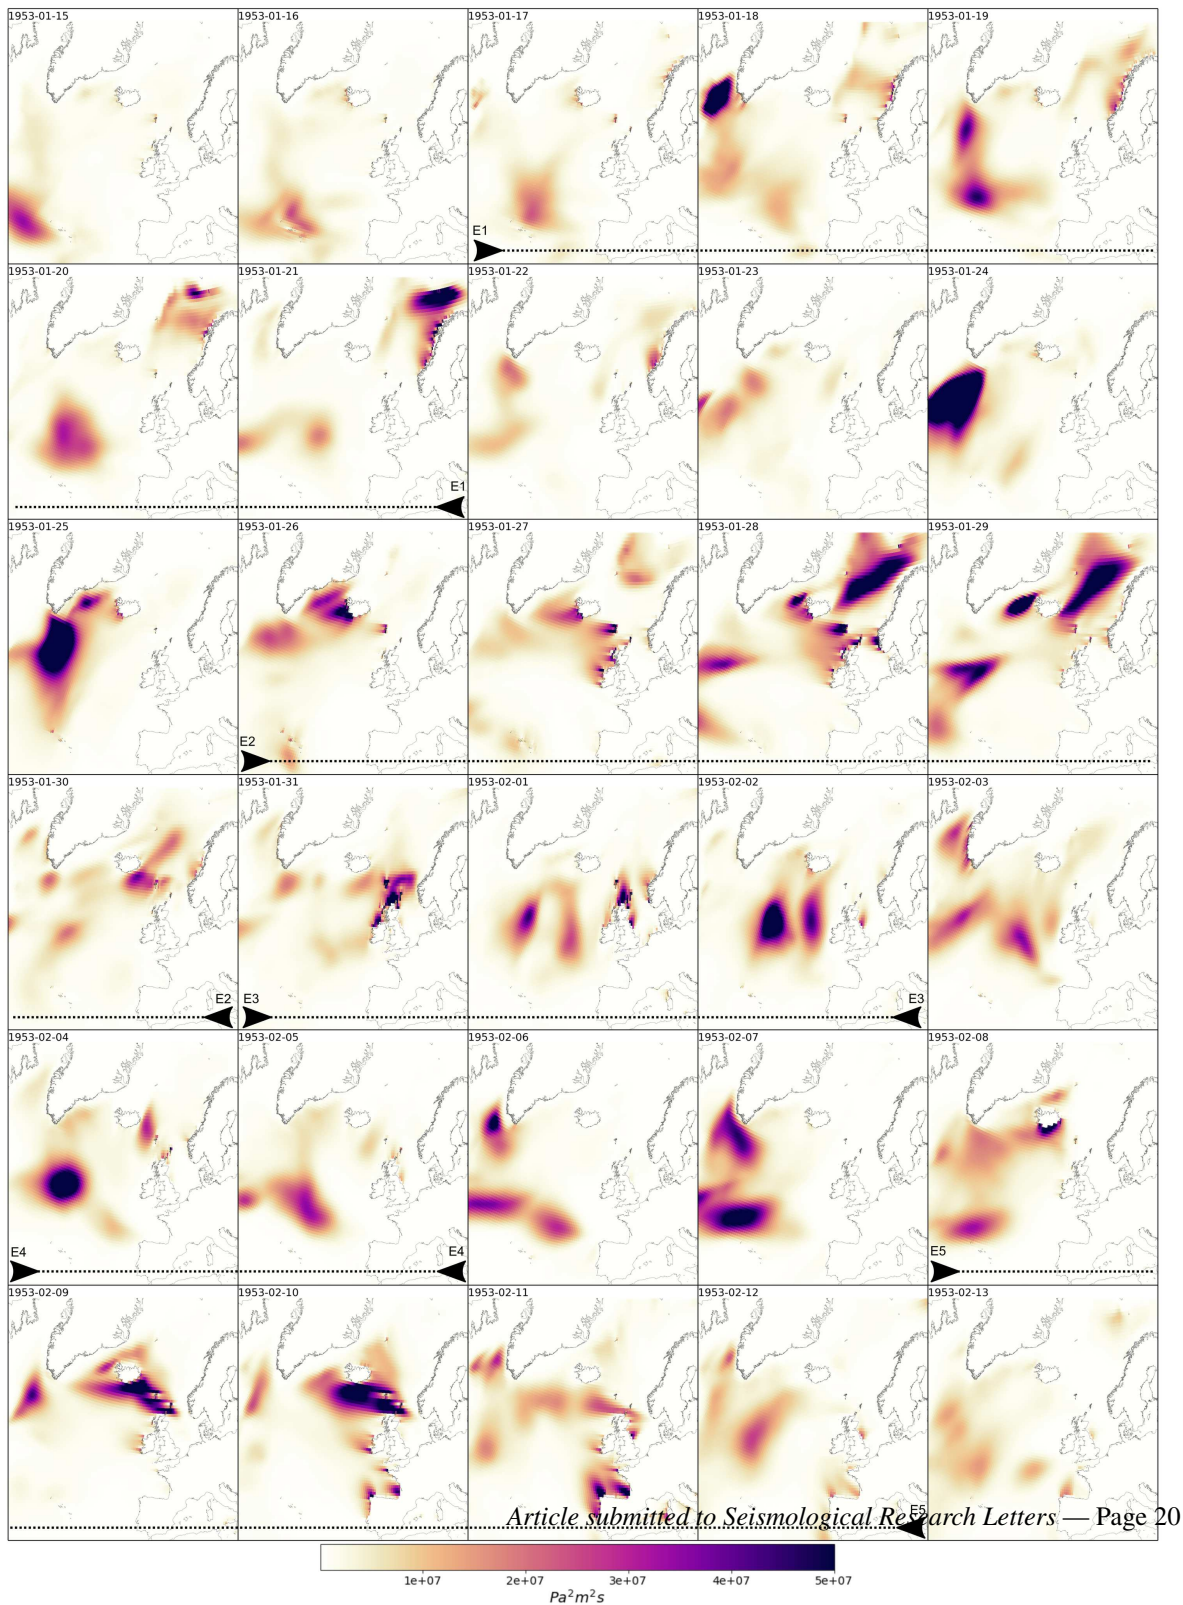 1953-01-15 1953-01-16 1953-01-17 1953-01-18 1953-01-19
E1
1953-01-20 1953-01-21 1953-01-22 1953-01-23 1953-01-24
E1
1953-01-25 1953-01-26 1953-01-27 1953-01-28 1953-01-29
E2
1953-01-30 1953-01-31 1953-02-01 1953-02-02 1953-02-03
E2 E3 E3
1953-02-04 1953-02-05 1953-02-06 1953-02-07 1953-02-08
E4 E4 E5
1953-02-09 1953-02-10 1953-02-11 1953-02-12 1953-02-13
E5
Article submitted to Seismological Research Letters — Page 20
1e+07 2e+07 3e+07 4e+07 5e+07
Pa²m²s